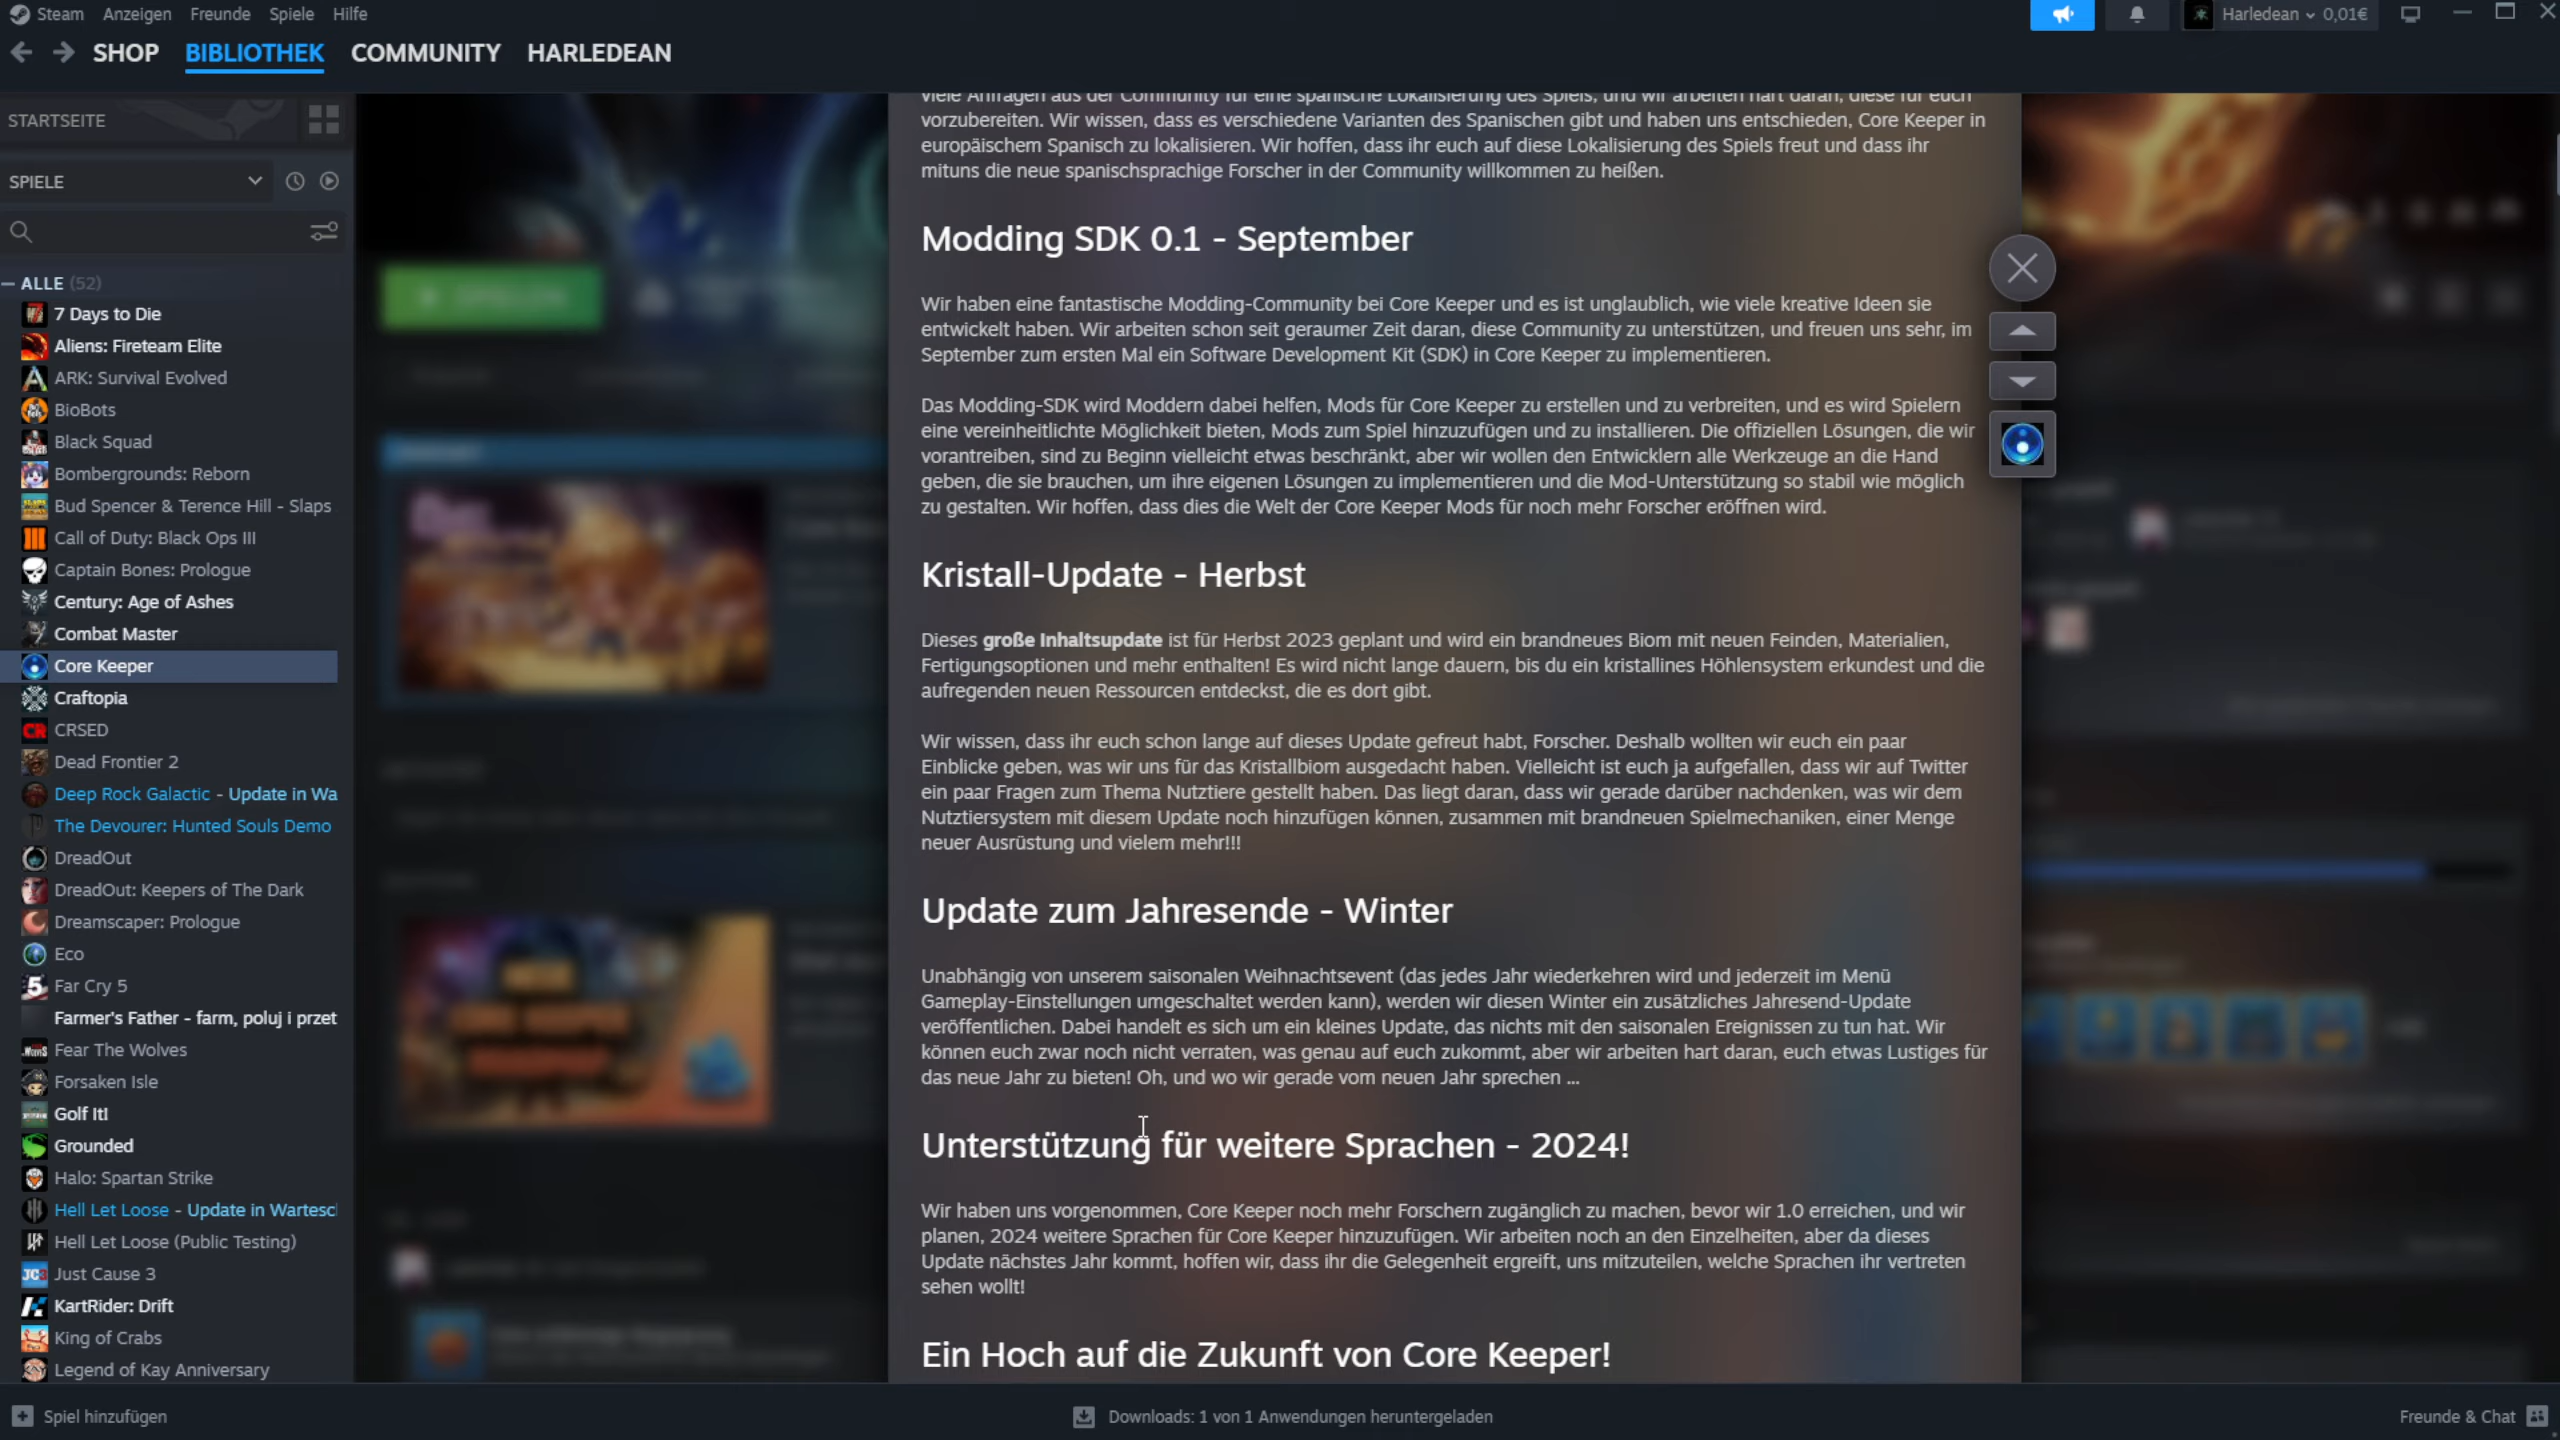 Steam Anzeigen Freunde Spiele Hilfe
Harledean 0,01€
SHOP BIBLIOTHEK COMMUNITY HARLEDEAN
STARTSEITE
SPIELE
ALLE (52)
7 Days to Die
Aliens: Fireteam Elite
ARK: Survival Evolved
BioBots
Black Squad
Bombergrounds: Reborn
Bud Spencer & Terence Hill - Slaps
Call of Duty: Black Ops III
Captain Bones: Prologue
Century: Age of Ashes
Combat Master
Core Keeper
Craftopia
CRSED
Dead Frontier 2
Deep Rock Galactic - Update in Wa
The Devourer: Hunted Souls Demo
DreadOut
DreadOut: Keepers of The Dark
Dreamscaper: Prologue
Eco
Far Cry 5
Farmer's Father - farm, poluj i przet
Fear The Wolves
Forsaken Isle
Golf It!
Grounded
Halo: Spartan Strike
Hell Let Loose - Update in Wartesc
Hell Let Loose (Public Testing)
Just Cause 3
KartRider: Drift
King of Crabs
Legend of Kay Anniversary
viele Anfragen aus der Community für eine spanische Lokalisierung des Spiels, und wir arbeiten hart daran, diese für euch
vorzubereiten. Wir wissen, dass es verschiedene Varianten des Spanischen gibt und haben uns entschieden, Core Keeper in
europäischem Spanisch zu lokalisieren. Wir hoffen, dass ihr euch auf diese Lokalisierung des Spiels freut und dass ihr
mituns die neue spanischsprachige Forscher in der Community willkommen zu heißen.
Modding SDK 0.1 - September
Wir haben eine fantastische Modding-Community bei Core Keeper und es ist unglaublich, wie viele kreative Ideen sie
entwickelt haben. Wir arbeiten schon seit geraumer Zeit daran, diese Community zu unterstützen, und freuen uns sehr, im
September zum ersten Mal ein Software Development Kit (SDK) in Core Keeper zu implementieren.
Das Modding-SDK wird Moddern dabei helfen, Mods für Core Keeper zu erstellen und zu verbreiten, und es wird Spielern
eine vereinheitlichte Möglichkeit bieten, Mods zum Spiel hinzuzufügen und zu installieren. Die offiziellen Lösungen, die wir
vorantreiben, sind zu Beginn vielleicht etwas beschränkt, aber wir wollen den Entwicklern alle Werkzeuge an die Hand
geben, die sie brauchen, um ihre eigenen Lösungen zu implementieren und die Mod-Unterstützung so stabil wie möglich
zu gestalten. Wir hoffen, dass dies die Welt der Core Keeper Mods für noch mehr Forscher eröffnen wird.
Kristall-Update - Herbst
Dieses große Inhaltsupdate ist für Herbst 2023 geplant und wird ein brandneues Biom mit neuen Feinden, Materialien,
Fertigungsoptionen und mehr enthalten! Es wird nicht lange dauern, bis du ein kristallines Höhlensystem erkundest und die
aufregenden neuen Ressourcen entdeckst, die es dort gibt.
Wir wissen, dass ihr euch schon lange auf dieses Update gefreut habt, Forscher. Deshalb wollten wir euch ein paar
Einblicke geben, was wir uns für das Kristallbiom ausgedacht haben. Vielleicht ist euch ja aufgefallen, dass wir auf Twitter
ein paar Fragen zum Thema Nutztiere gestellt haben. Das liegt daran, dass wir gerade darüber nachdenken, was wir dem
Nutztiersystem mit diesem Update noch hinzufügen können, zusammen mit brandneuen Spielmechaniken, einer Menge
neuer Ausrüstung und vielem mehr!!!
Update zum Jahresende - Winter
Unabhängig von unserem saisonalen Weihnachtsevent (das jedes Jahr wiederkehren wird und jederzeit im Menü
Gameplay-Einstellungen umgeschaltet werden kann), werden wir diesen Winter ein zusätzliches Jahresend-Update
veröffentlichen. Dabei handelt es sich um ein kleines Update, das nichts mit den saisonalen Ereignissen zu tun hat. Wir
können euch zwar noch nicht verraten, was genau auf euch zukommt, aber wir arbeiten hart daran, euch etwas Lustiges für
das neue Jahr zu bieten! Oh, und wo wir gerade vom neuen Jahr sprechen ...
Unterstützung für weitere Sprachen - 2024!
Wir haben uns vorgenommen, Core Keeper noch mehr Forschern zugänglich zu machen, bevor wir 1.0 erreichen, und wir
planen, 2024 weitere Sprachen für Core Keeper hinzuzufügen. Wir arbeiten noch an den Einzelheiten, aber da dieses
Update nächstes Jahr kommt, hoffen wir, dass ihr die Gelegenheit ergreift, uns mitzuteilen, welche Sprachen ihr vertreten
sehen wollt!
Ein Hoch auf die Zukunft von Core Keeper!
Spiel hinzufügen
Downloads: 1 von 1 Anwendungen heruntergeladen
Freunde & Chat